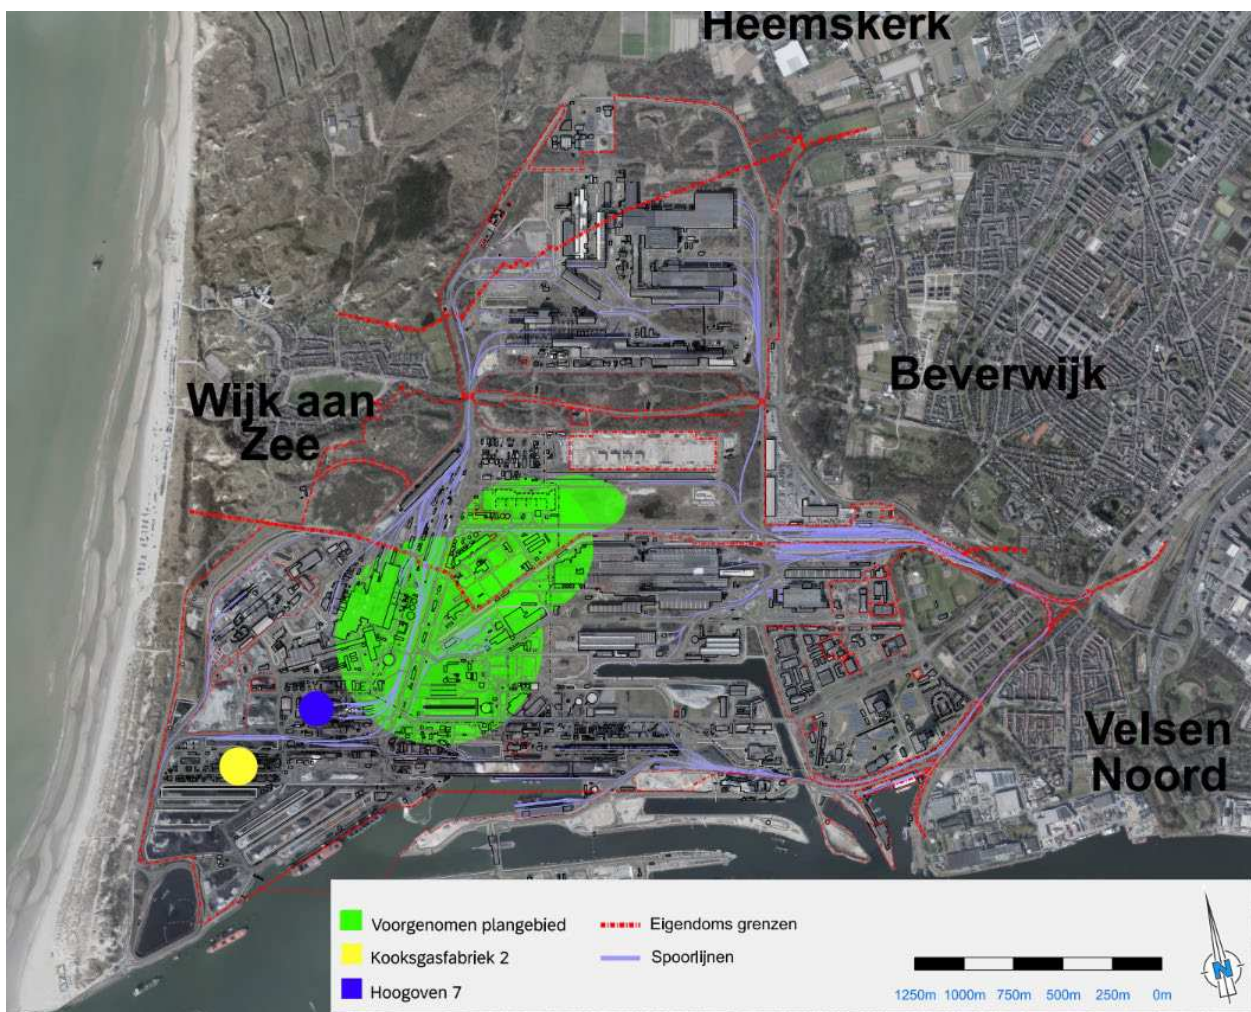 Heemskerk
Wijk aan
Zee
Beverwijk
Velsen
Noord
Voorgenomen plangebied
Kooksgasfabriek 2
Hoogoven 7
Eigendoms grenzen
Spoorlijnen
1250m 1000m 750m 500m 250m 0m
N